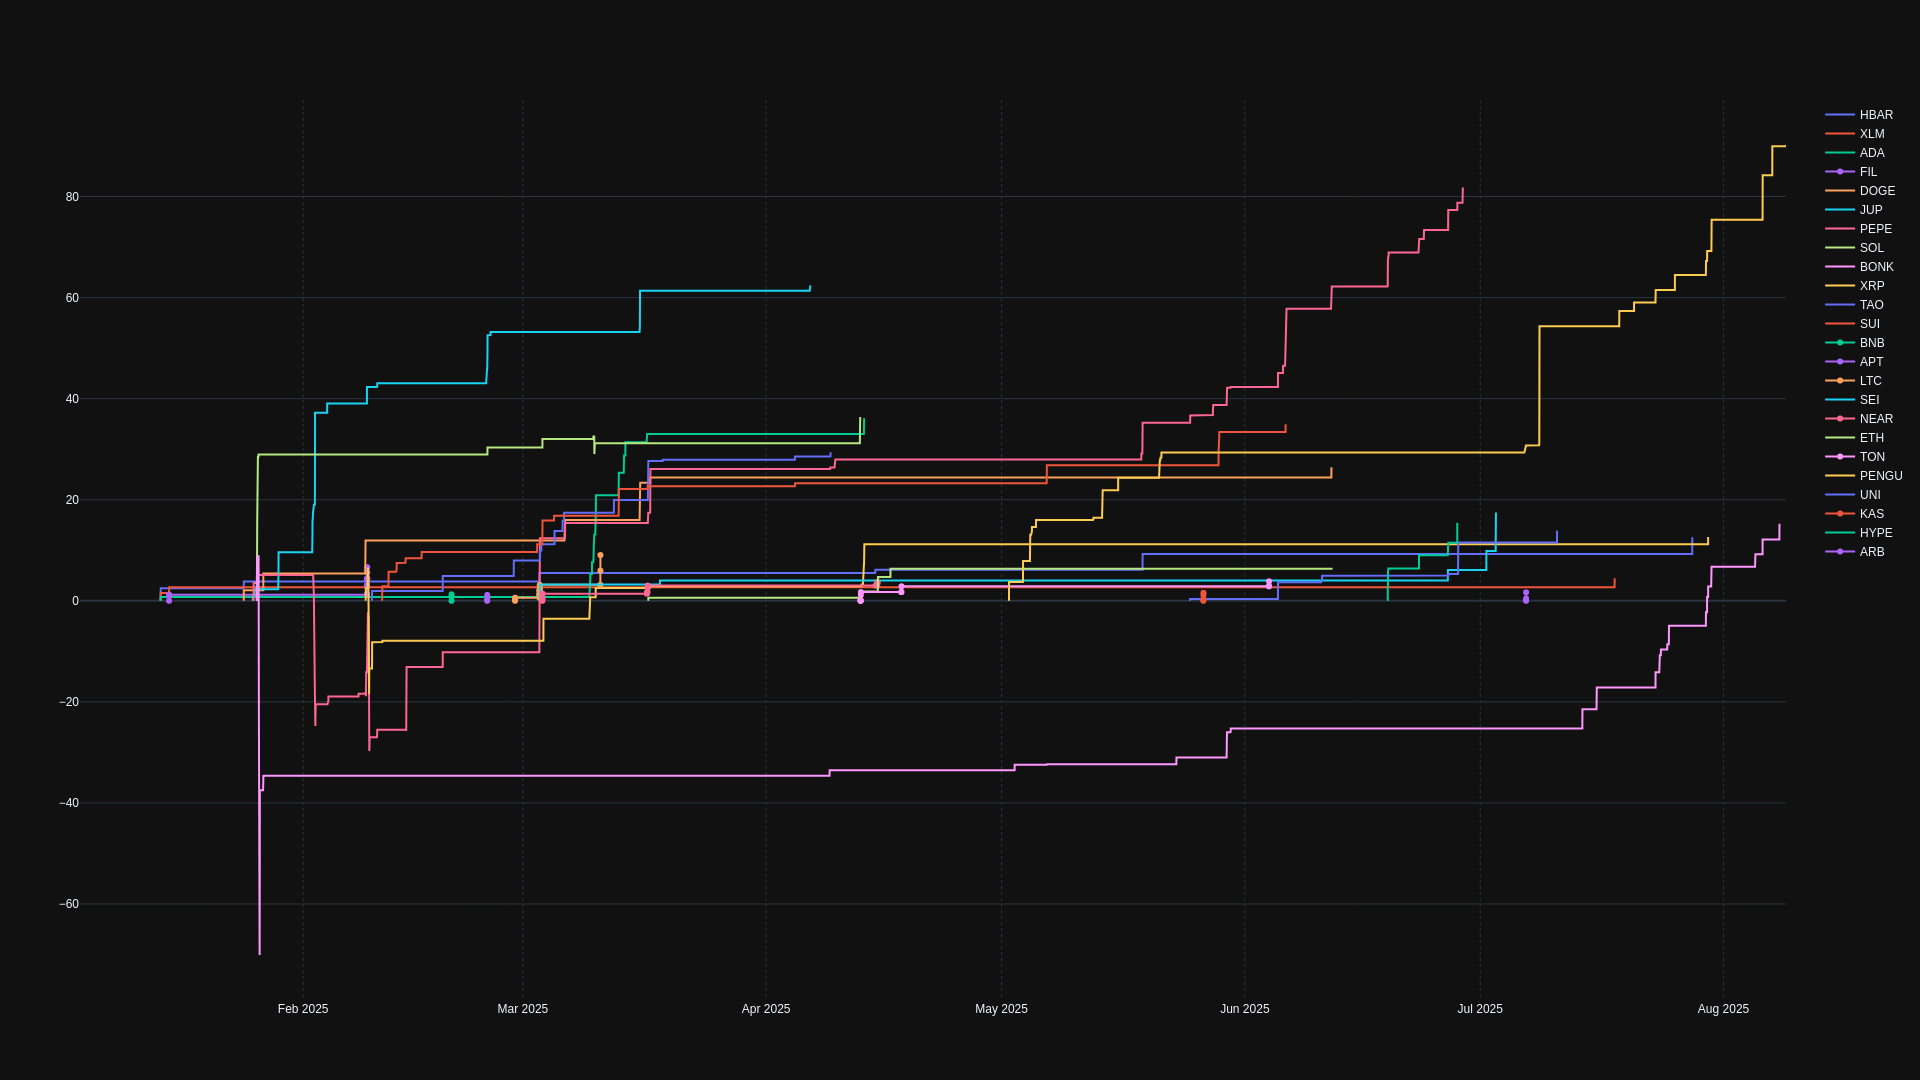 80
60
40
20
0
−20
−40
−60
Feb 2025
Mar 2025
Apr 2025
May 2025
Jun 2025
Jul 2025
Aug 2025
HBAR
XLM
ADA
FIL
DOGE
JUP
PEPE
SOL
BONK
XRP
TAO
SUI
BNB
APT
LTC
SEI
NEAR
ETH
TON
PENGU
UNI
KAS
HYPE
ARB